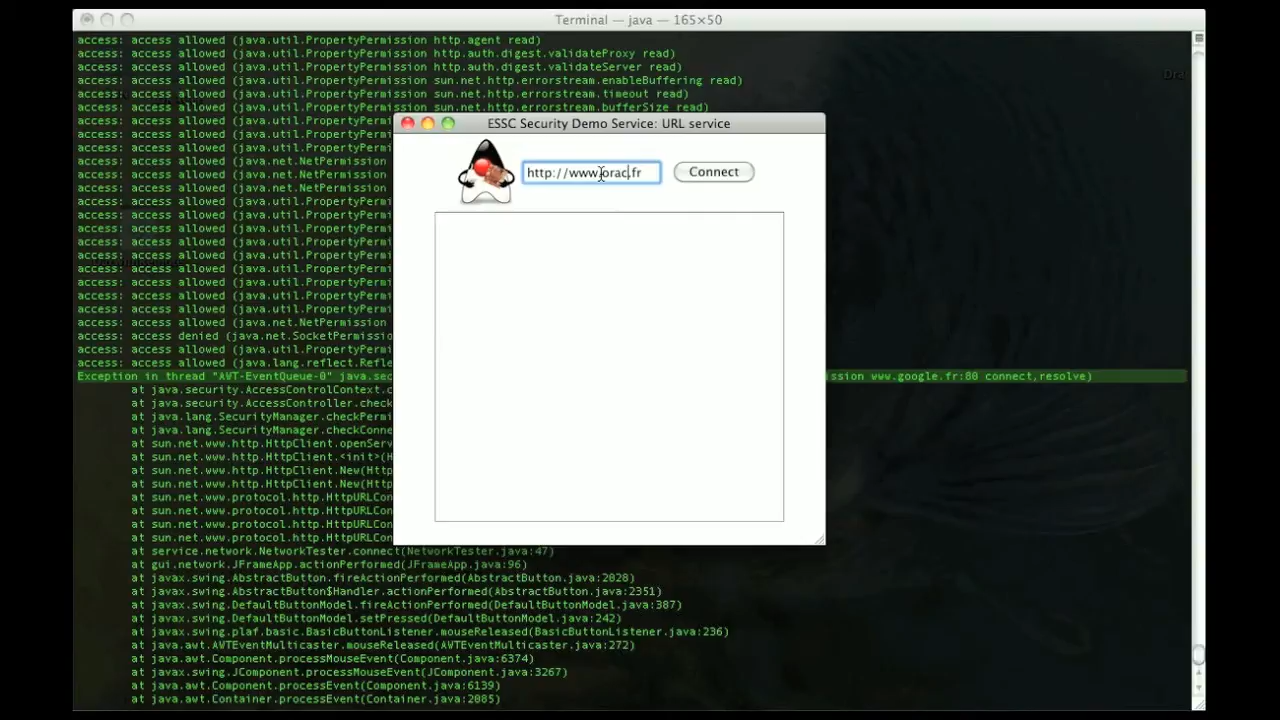 Terminal — java — 165×50
access: access allowed (java.util.PropertyPermission http.agent read)
access: access allowed (java.util.PropertyPermission http.auth.digest.validateProxy read)
access: access allowed (java.util.PropertyPermission http.auth.digest.validateServer read)
access: access allowed (java.util.PropertyPermission sun.net.http.errorstream.enableBuffering read)
access: access allowed (java.util.PropertyPermission sun.net.http.errorstream.timeout read)
access: access allowed (java.util.PropertyPermission sun.net.http.errorstream.bufferSize read)
ESSC Security Demo Service: URL service
http://www.orac.fr
Connect
access: access allowed (java.util.PropertyPermi
access: access allowed (java.util.PropertyPermi
access: access allowed (java.util.PropertyPermi
access: access allowed (java.net.NetPermission
access: access allowed (java.net.NetPermission
access: access allowed (java.net.NetPermission
access: access allowed (java.util.PropertyPermi
access: access allowed (java.util.PropertyPermi
access: access allowed (java.util.PropertyPermi
access: access allowed (java.util.PropertyPermi
access: access allowed (java.util.PropertyPermi
access: access allowed (java.util.PropertyPermi
access: access allowed (java.util.PropertyPermi
access: access allowed (java.util.PropertyPermi
access: access allowed (java.util.PropertyPermi
access: access allowed (java.net.NetPermission
access: access denied (java.net.SocketPermissio
access: access allowed (java.util.PropertyPermi
access: access allowed (java.lang.reflect.Refle
Exception in thread "AWT-EventQueue-0" java.sec ssion www.google.fr:80 connect,resolve)
at java.security.AccessControlContext.c
at java.security.AccessController.check
at java.lang.SecurityManager.checkPermi
at java.lang.SecurityManager.checkConne
at sun.net.www.http.HttpClient.openServ
at sun.net.www.http.HttpClient.<init>(H
at sun.net.www.http.HttpClient.New(Http
at sun.net.www.http.HttpClient.New(Http
at sun.net.www.protocol.http.HttpURLCon
at sun.net.www.protocol.http.HttpURLCon
at sun.net.www.protocol.http.HttpURLCon
at sun.net.www.protocol.http.HttpURLCon
at service.network.NetworkTester.connect(NetworkTester.java:47)
at gui.network.JFrameApp.actionPerformed(JFrameApp.java:96)
at javax.swing.AbstractButton.fireActionPerformed(AbstractButton.java:2028)
at javax.swing.AbstractButton$Handler.actionPerformed(AbstractButton.java:2351)
at javax.swing.DefaultButtonModel.fireActionPerformed(DefaultButtonModel.java:387)
at javax.swing.DefaultButtonModel.setPressed(DefaultButtonModel.java:242)
at javax.swing.plaf.basic.BasicButtonListener.mouseReleased(BasicButtonListener.java:236)
at java.awt.AWTEventMulticaster.mouseReleased(AWTEventMulticaster.java:272)
at java.awt.Component.processMouseEvent(Component.java:6374)
at javax.swing.JComponent.processMouseEvent(JComponent.java:3267)
at java.awt.Component.processEvent(Component.java:6139)
at java.awt.Container.processEvent(Container.java:2085)